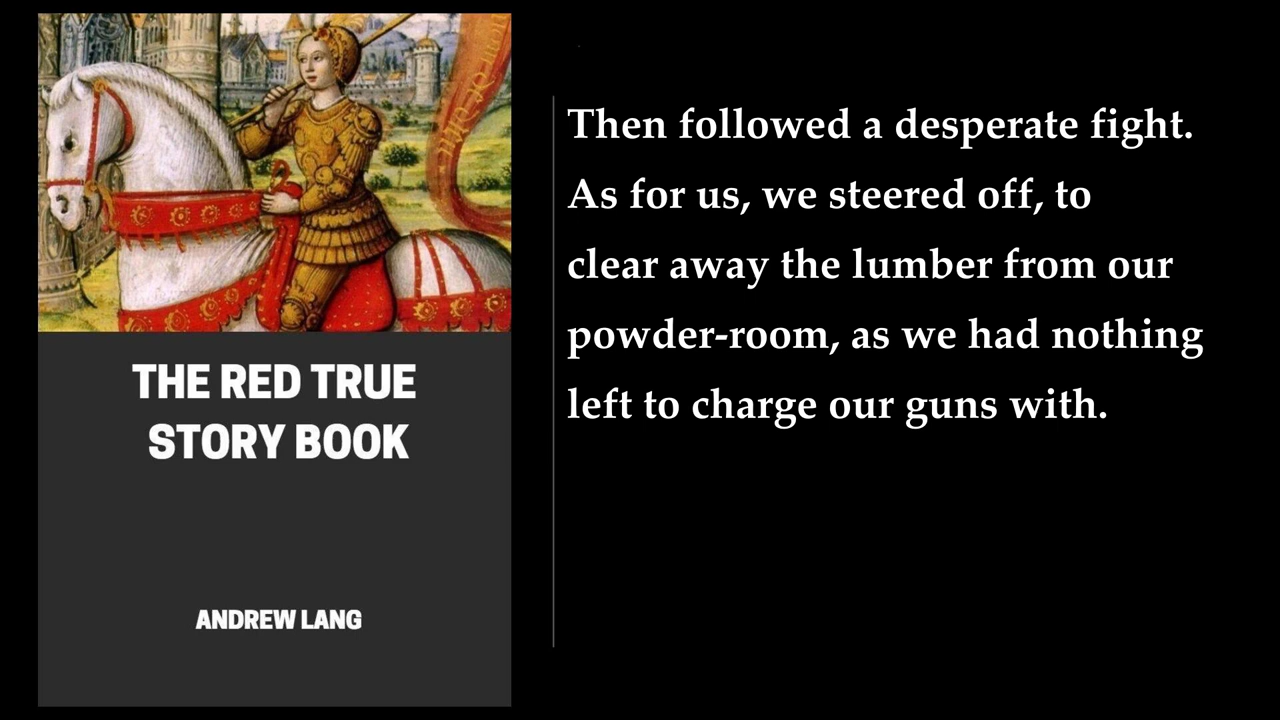 THE RED TRUE
STORY BOOK
ANDREW LANG
Then followed a desperate fight.
As for us, we steered off, to
clear away the lumber from our
powder-room, as we had nothing
left to charge our guns with.